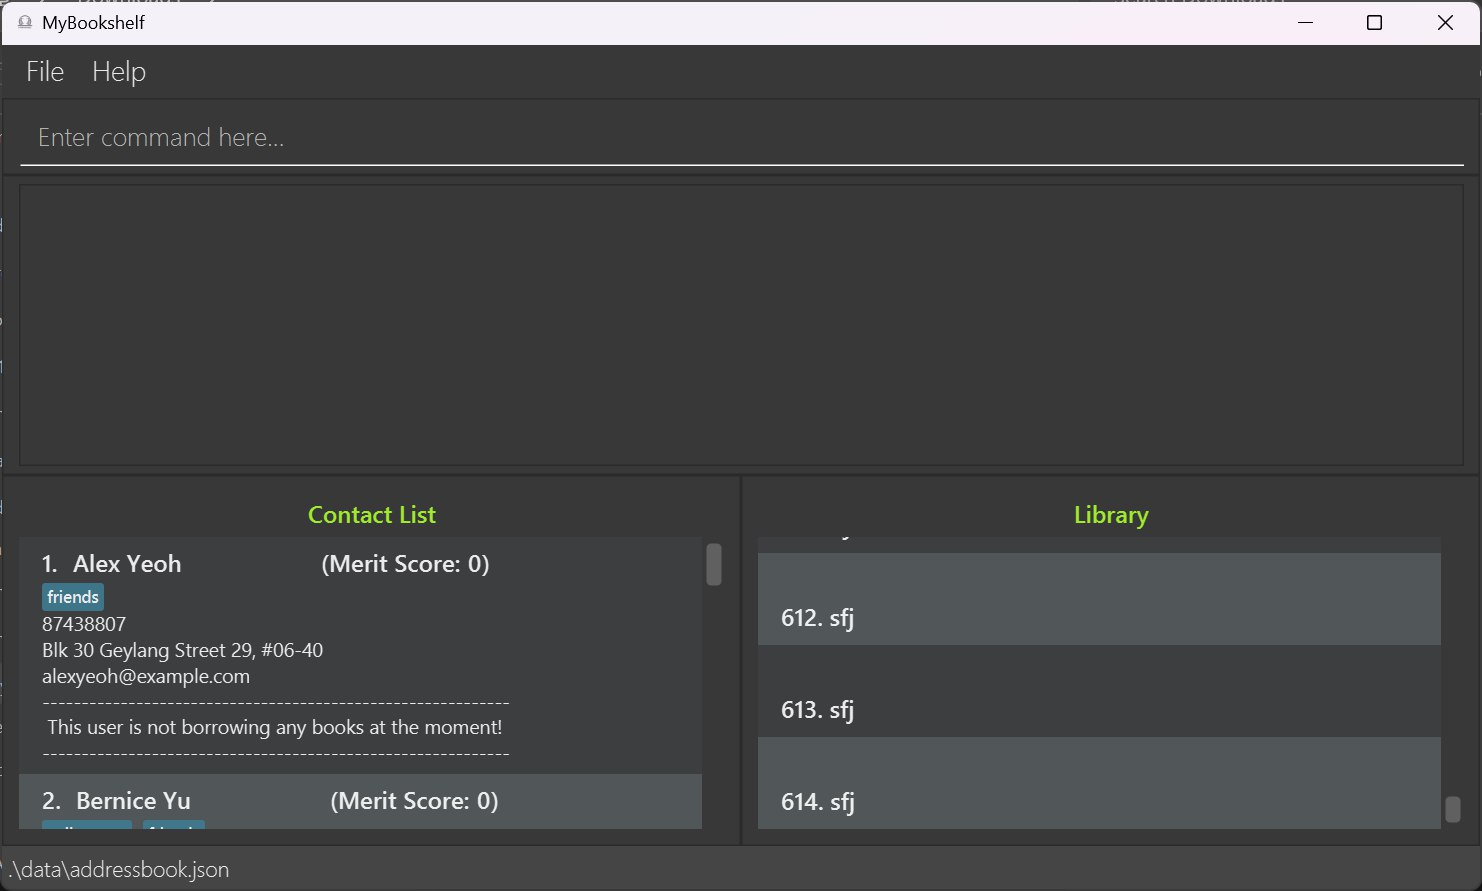 MyBookshelf
File Help
Enter command here...
Contact List
1. Alex Yeoh (Merit Score: 0)
friends
87438807
Blk 30 Geylang Street 29, #06-40
alexyeoh@example.com
------------------------------------------------------------
This user is not borrowing any books at the moment!
------------------------------------------------------------
2. Bernice Yu (Merit Score: 0)
Library
612. sfj
613. sfj
614. sfj
.\data\addressbook.json